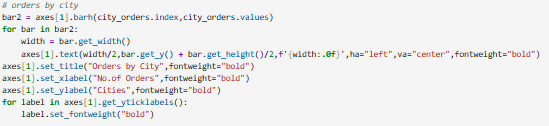 # orders by city
bar2 = axes[1].barh(city_orders.index,city_orders.values)
for bar in bar2:
    width = bar.get_width()
    axes[1].text(width/2,bar.get_y() + bar.get_height()/2,f'{width:.0f}',ha="left",va="center",fontweight="bold")
axes[1].set_title("Orders by City",fontweight="bold")
axes[1].set_xlabel("No.of Orders",fontweight="bold")
axes[1].set_ylabel("Cities",fontweight="bold")
for label in axes[1].get_yticklabels():
    label.set_fontweight("bold")